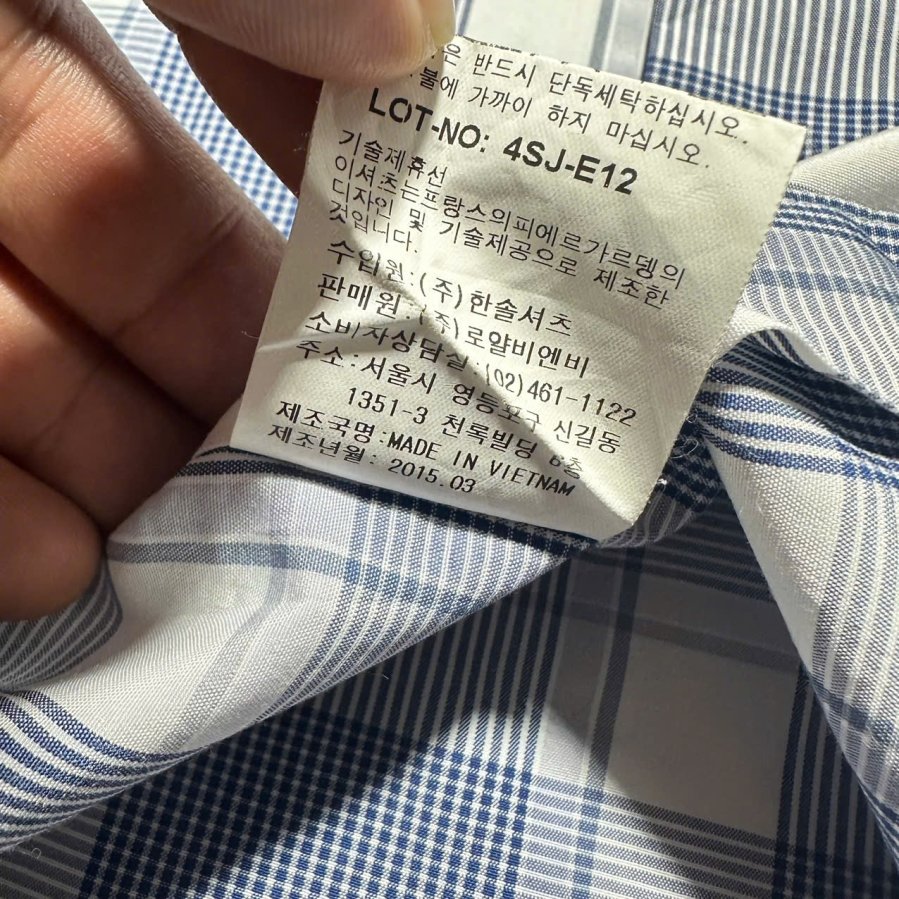 은 반드시 단독세탁하십시오.
불에 가까이 하지 마십시오.
LOT-NO: 4SJ-E12
기술제휴선
이셔츠는프랑스의피에르가르뎅의
디자인 및 기술제공으로 제조한
것입니다.
수입원:(주)한솔셔츠
판매원:(주)로얄비엔비
소비자상담실:(02)461-1122
주소:서울시 영등포구 신길동
1351-3 천록빌딩 6층
제조국명:MADE IN VIETNAM
제조년월: 2015.03